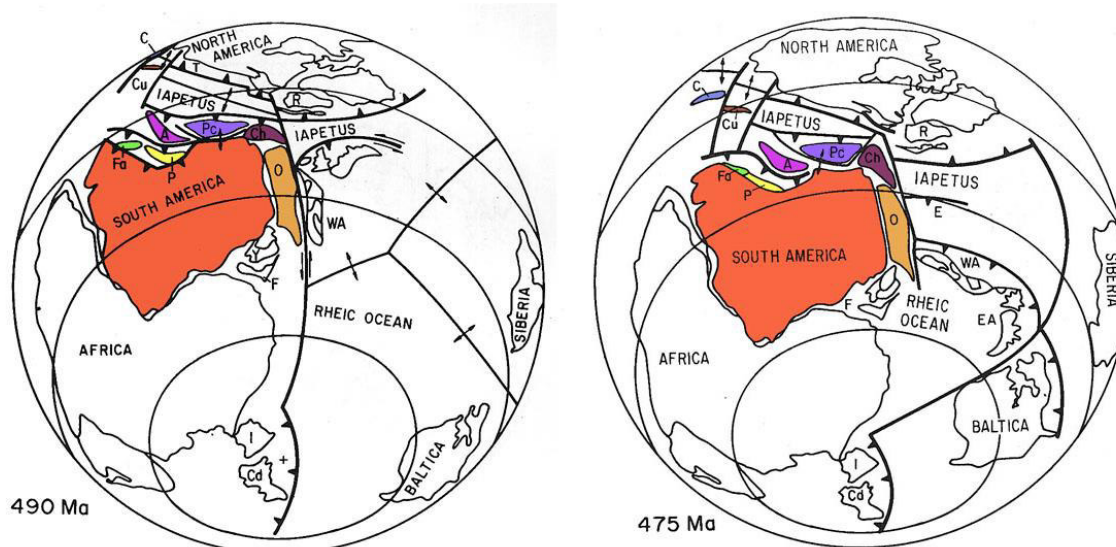 C
NORTH
AMERICA
T
Cu
IAPETUS
R
A
Pc
Ch
IAPETUS
Fa
P
O
SOUTH AMERICA
WA
F
RHEIC OCEAN
SIBERIA
AFRICA
I
Cd
+
BALTICA
490 Ma
NORTH AMERICA
C
Cu
IAPETUS
R
A
Pc
Ch
Fa
P
IAPETUS
E
O
SOUTH AMERICA
WA
F
RHEIC
OCEAN
EA
SIBERIA
AFRICA
BALTICA
I
Cd
475 Ma